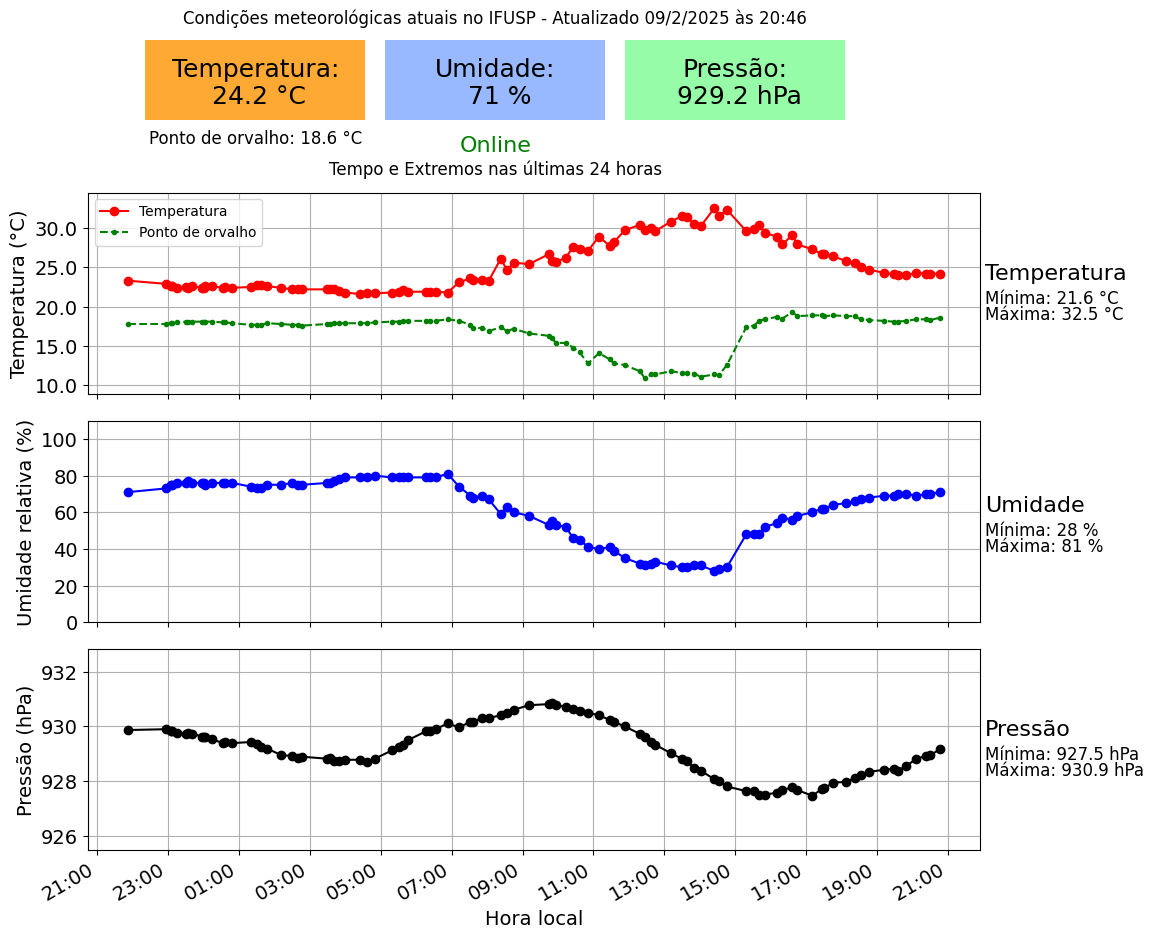 Condições meteorológicas atuais no IFUSP - Atualizado 09/2/2025 às 20:46
Temperatura:
24.2 °C
Umidade:
71 %
Pressão:
929.2 hPa
Ponto de orvalho: 18.6 °C
Online
Tempo e Extremos nas últimas 24 horas
Temperatura (°C)
30.0
25.0
20.0
15.0
10.0
Temperatura
Ponto de orvalho
Temperatura
Mínima: 21.6 °C
Máxima: 32.5 °C
Umidade relativa (%)
100
80
60
40
20
0
Umidade
Mínima: 28 %
Máxima: 81 %
Pressão (hPa)
932
930
928
926
Pressão
Mínima: 927.5 hPa
Máxima: 930.9 hPa
21:00 23:00 01:00 03:00 05:00 07:00 09:00 11:00 13:00 15:00 17:00 19:00 21:00
Hora local